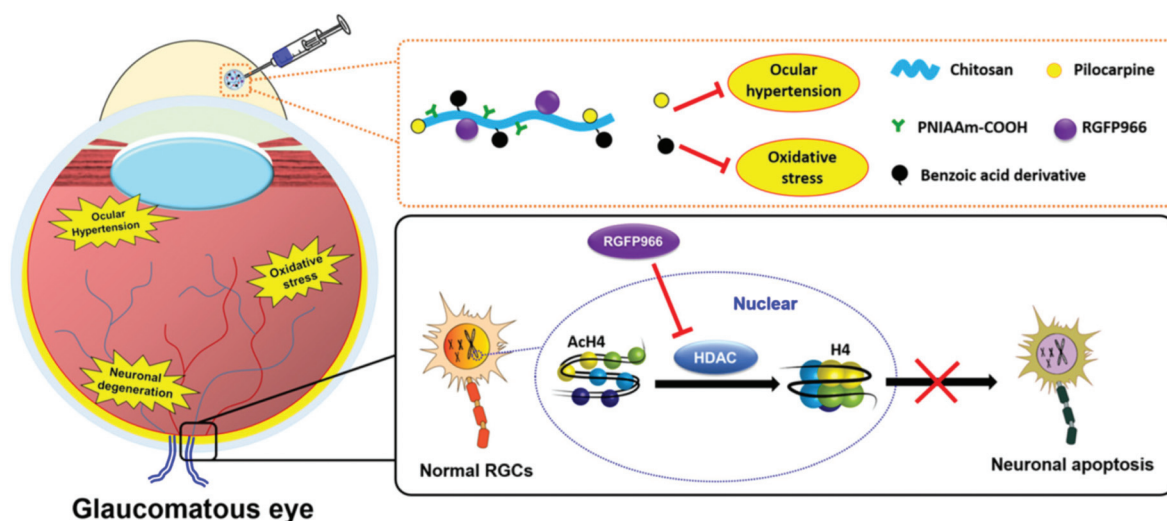 Ocular
hypertension
Chitosan
Pilocarpine
PNIAAm-COOH
RGFP966
Oxidative
stress
Benzoic acid derivative
Ocular
Hypertension
Oxidative
stress
Neuronal
degeneration
Glaucomatous eye
RGFP966
Nuclear
AcH4
HDAC
H4
Normal RGCs
Neuronal apoptosis